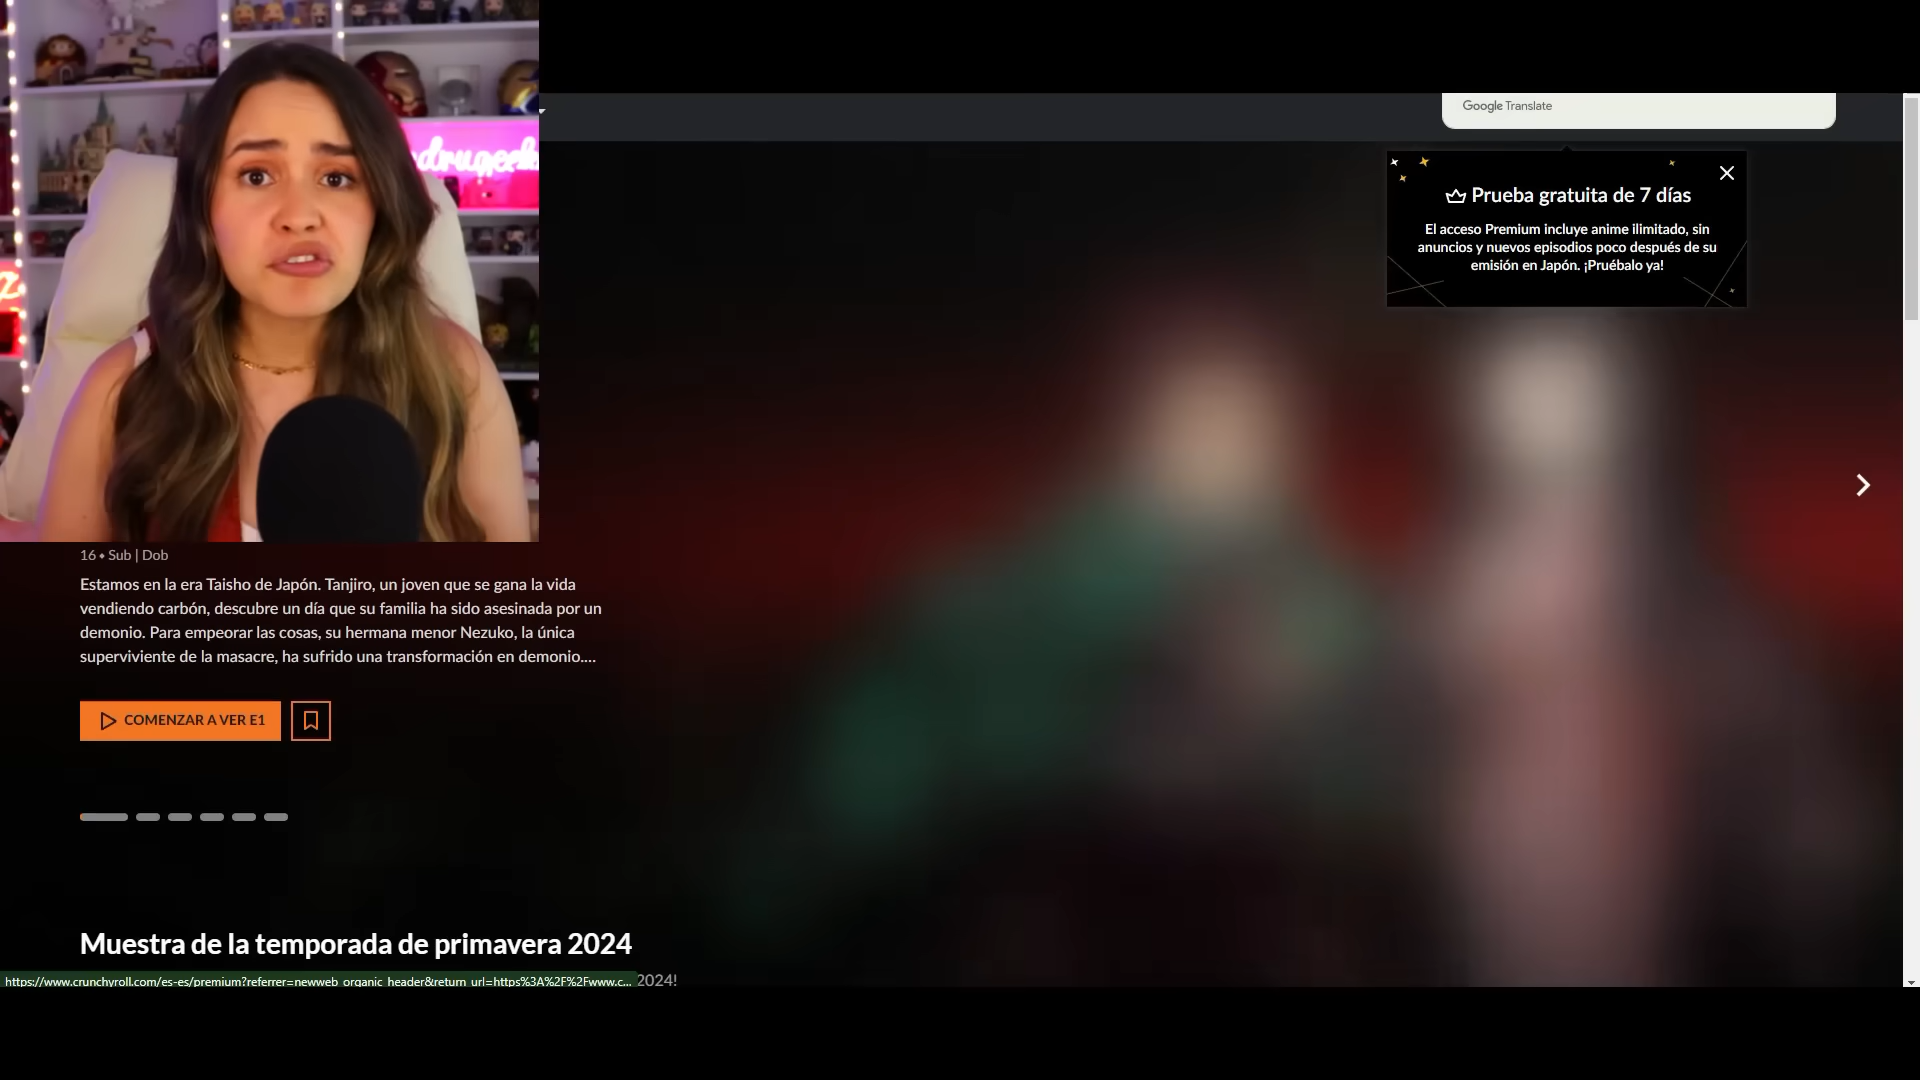 drugeek
Google Translate
Prueba gratuita de 7 días
El acceso Premium incluye anime ilimitado, sin
anuncios y nuevos episodios poco después de su
emisión en Japón. ¡Pruébalo ya!
16 ⬥ Sub | Dob
Estamos en la era Taisho de Japón. Tanjiro, un joven que se gana la vida
vendiendo carbón, descubre un día que su familia ha sido asesinada por un
demonio. Para empeorar las cosas, su hermana menor Nezuko, la única
superviviente de la masacre, ha sufrido una transformación en demonio....
COMENZAR A VER E1
Muestra de la temporada de primavera 2024
https://www.crunchyroll.com/es-es/premium?referrer=newweb_organic_header&return_url=https%3A%2F%2Fwww.c... 2024!